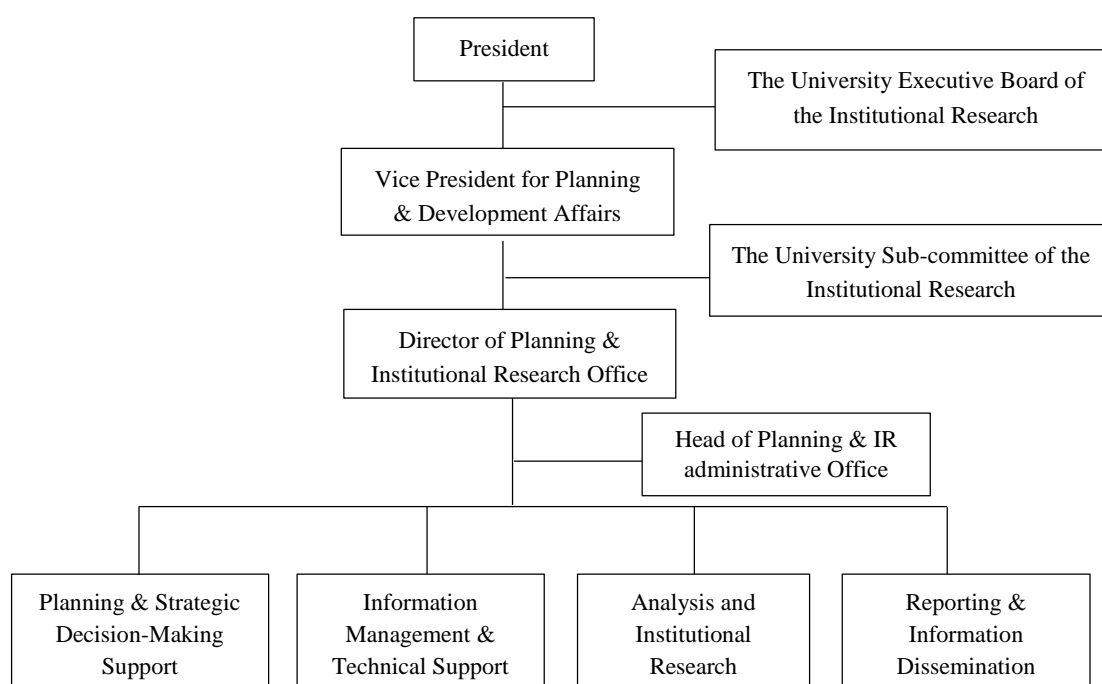 President
The University Executive Board of
the Institutional Research
Vice President for Planning
& Development Affairs
The University Sub-committee of the
Institutional Research
Director of Planning &
Institutional Research Office
Head of Planning & IR
administrative Office
Planning & Strategic
Decision-Making
Support
Information
Management &
Technical Support
Analysis and
Institutional
Research
Reporting &
Information
Dissemination